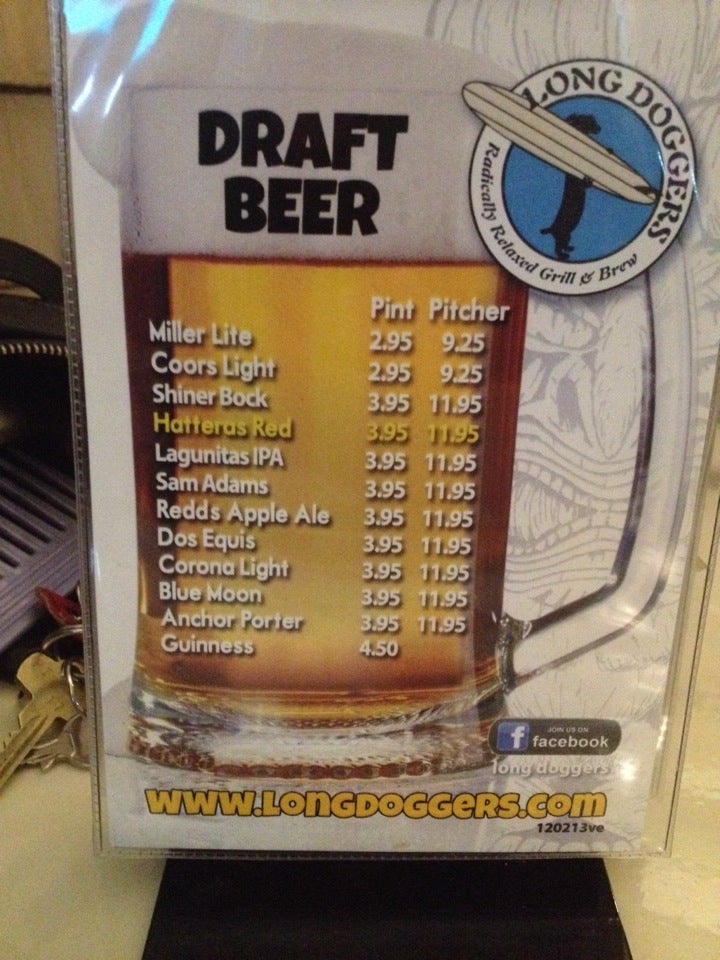 DRAFT
BEER
LONG DOGGERS
Radically Relaxed Grill & Brew
Pint Pitcher
Miller Lite 2.95 9.25
Coors Light 2.95 9.25
Shiner Bock 3.95 11.95
Hatteras Red 3.95 11.95
Lagunitas IPA 3.95 11.95
Sam Adams 3.95 11.95
Redds Apple Ale 3.95 11.95
Dos Equis 3.95 11.95
Corona Light 3.95 11.95
Blue Moon 3.95 11.95
Anchor Porter 3.95 11.95
Guinness 4.50
f JOIN US ON
facebook
long doggers
WWW.LONGDOGGERS.COM
120213ve